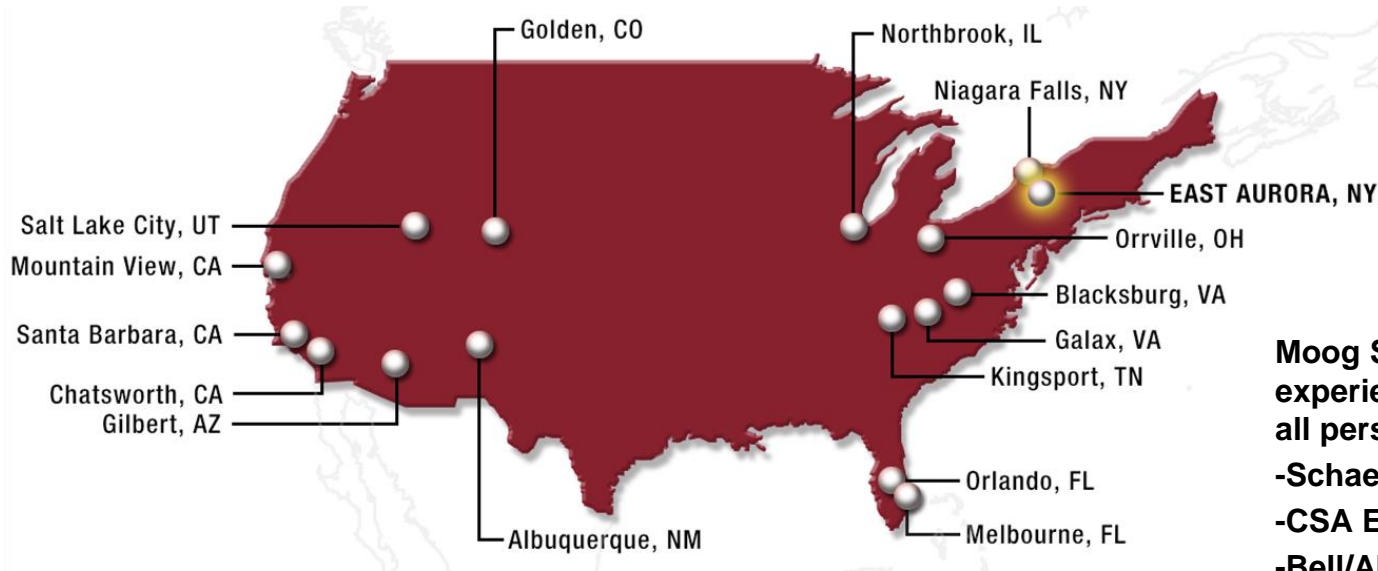 Golden, CO
Northbrook, IL
Niagara Falls, NY
EAST AURORA, NY
Salt Lake City, UT
Orrville, OH
Mountain View, CA
Blacksburg, VA
Santa Barbara, CA
Galax, VA
Chatsworth, CA
Kingsport, TN
Gilbert, AZ
Orlando, FL
Albuquerque, NM
Melbourne, FL
Moog
all
-CSA